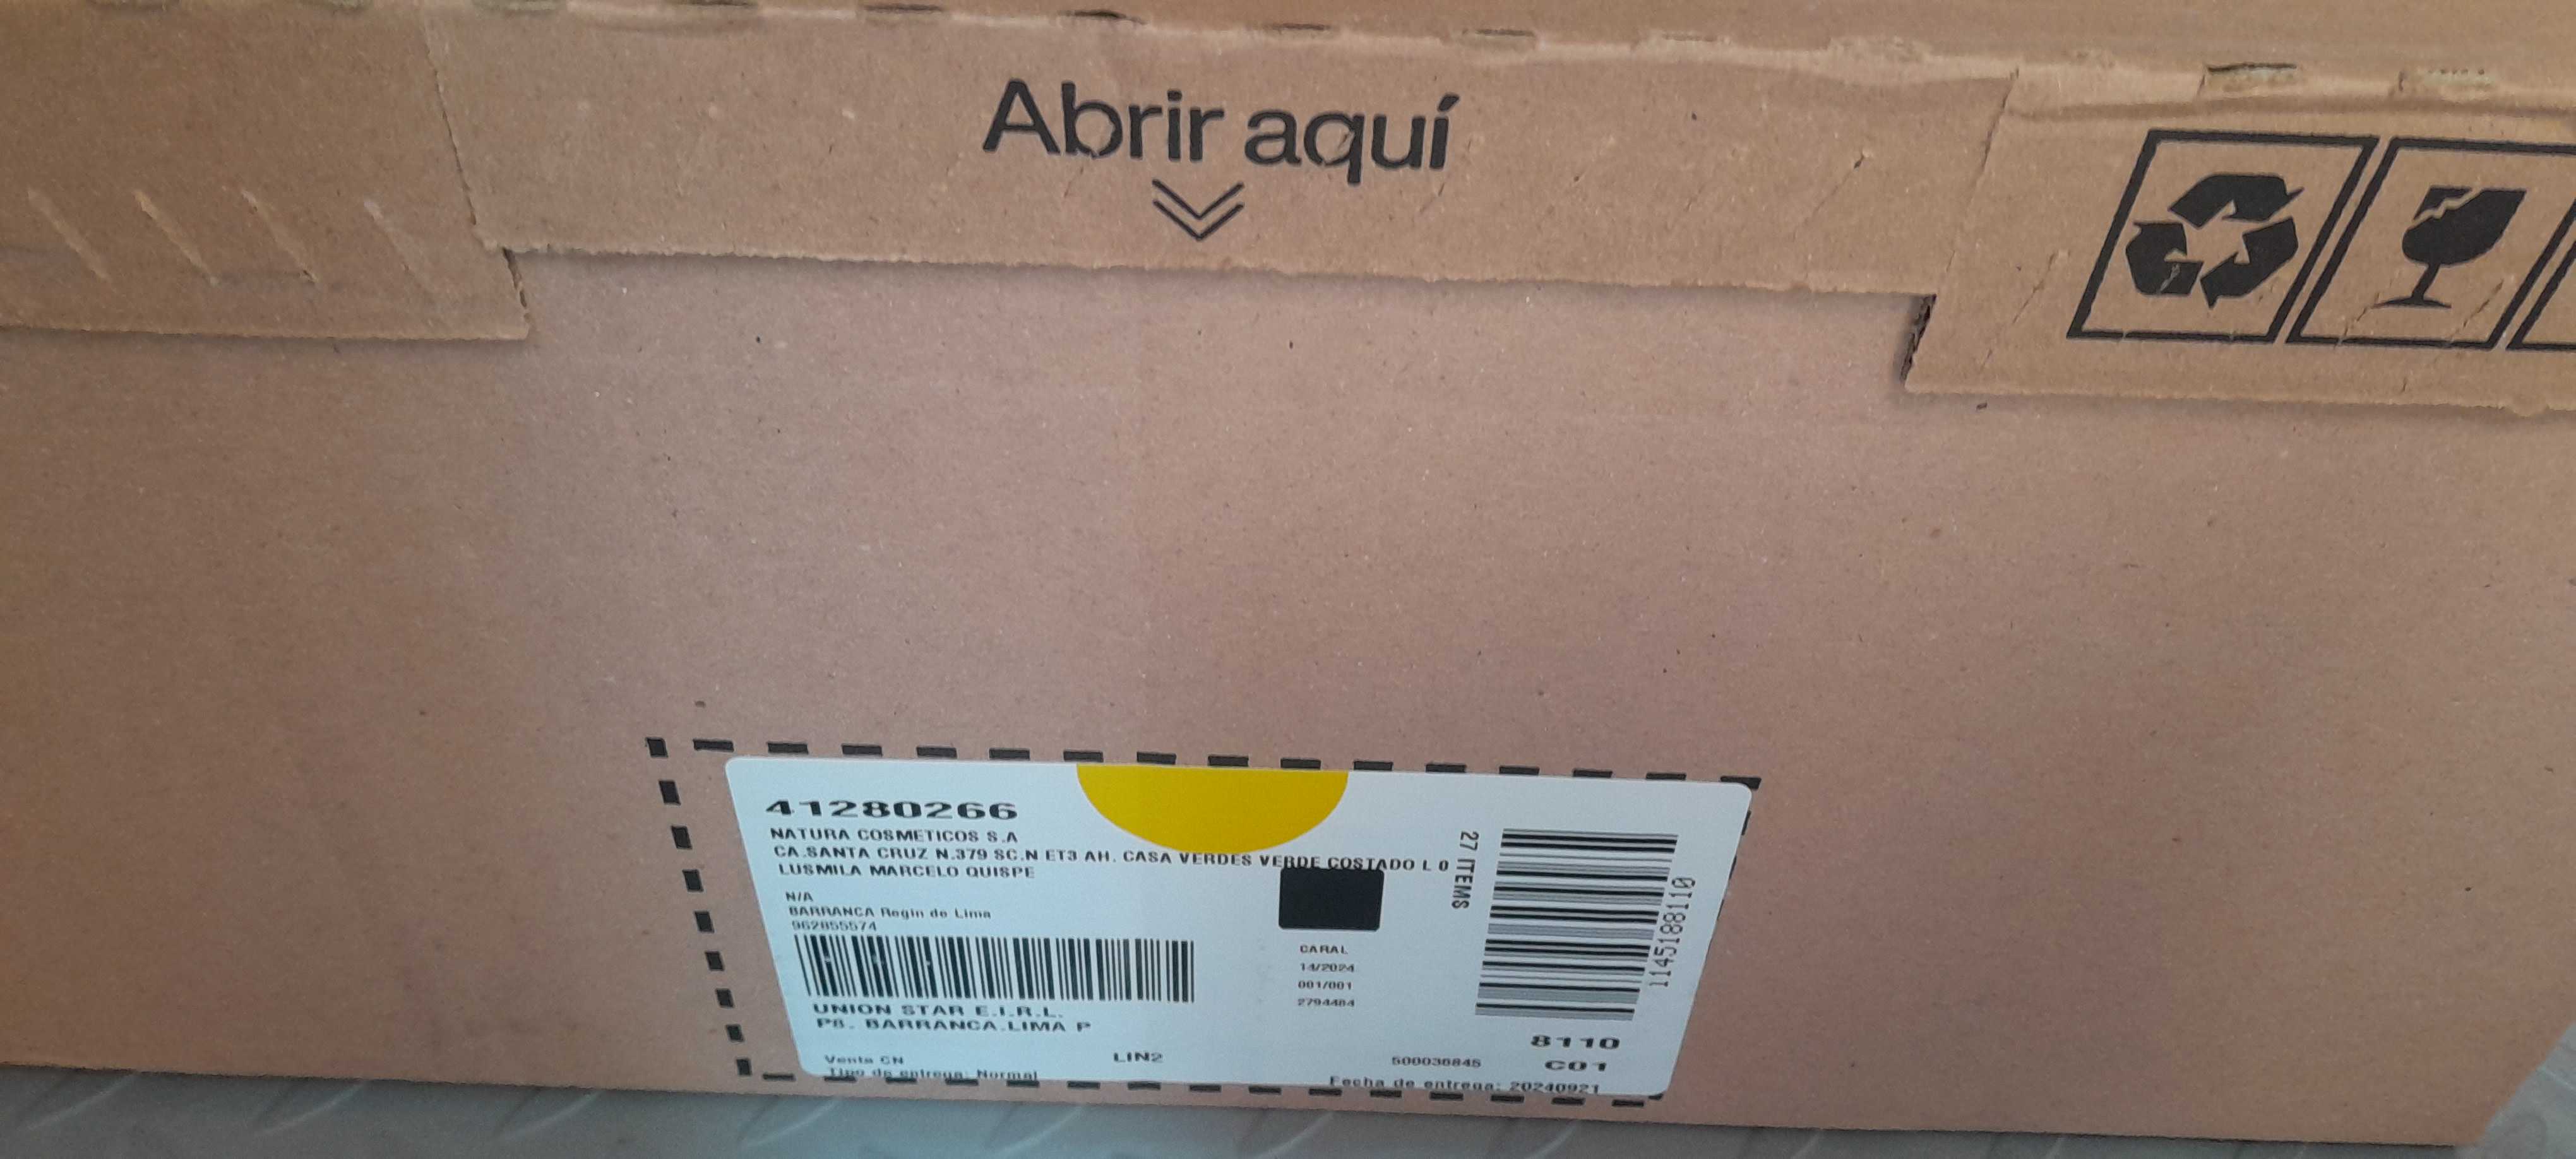 Abrir aquí
41280266
NATURA COSMETICOS S.A
CA.SANTA CRUZ N.379 SC.N ET3 AH. CASA VERDES VERDE COSTADO L 0
LUSMILA MARCELO QUISPE
N/A
BARRANCA Regin de Lima
962855574
UNION STAR E.I.R.L.
P8. BARRANCA.LIMA P
Venta CN
LIN2
Tipo de entrega: Normal
CARAL
14/2024
001/001
2794484
27 ITEMS
1145188110
8110
500036845
C01
Fecha de entrega: 20240921